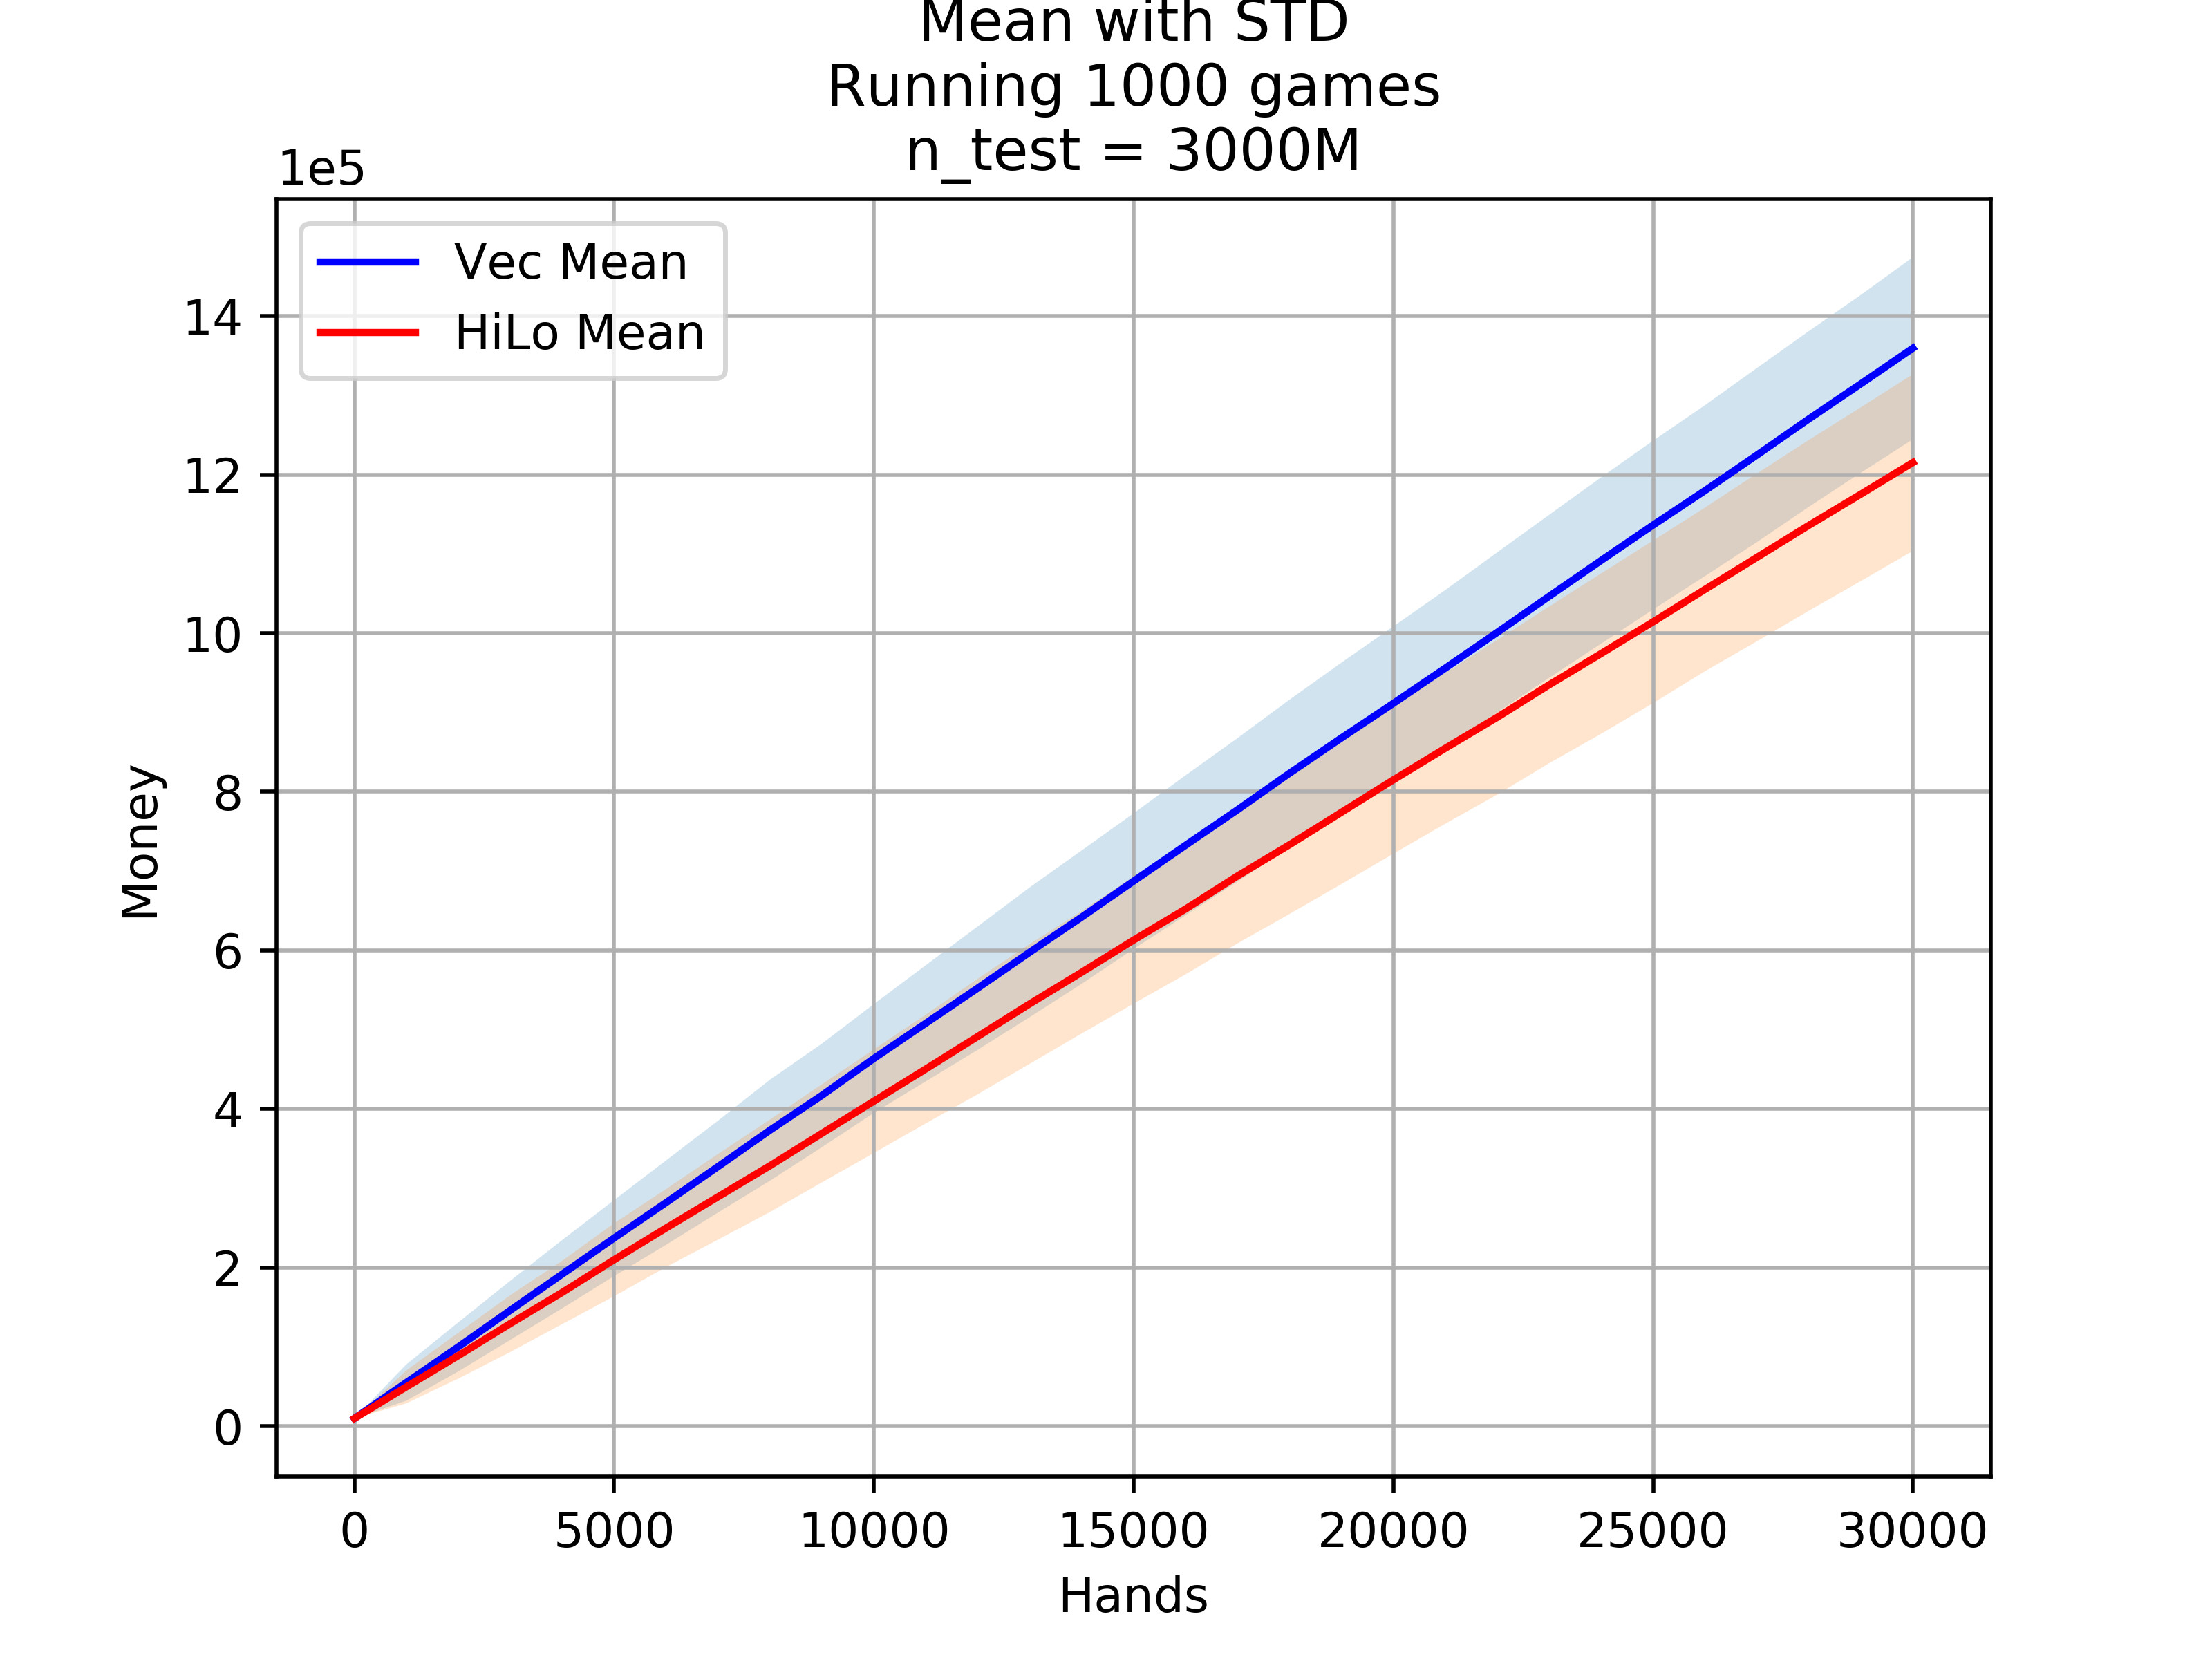 Mean with STD
Running 1000 games
n_test = 3000M
1e5
Vec Mean
HiLo Mean
14
12
10
8
6
4
2
0
Money
0 5000 10000 15000 20000 25000 30000
Hands